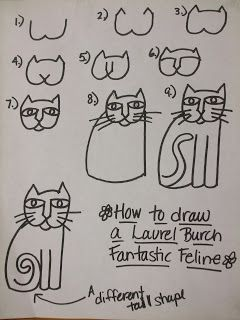 1.) 2.) 3.)
4.) 5.) 6.)
7.) 8.) 9.)
How to draw
a Laurel Burch
Fantastic Feline
A different
tail shape